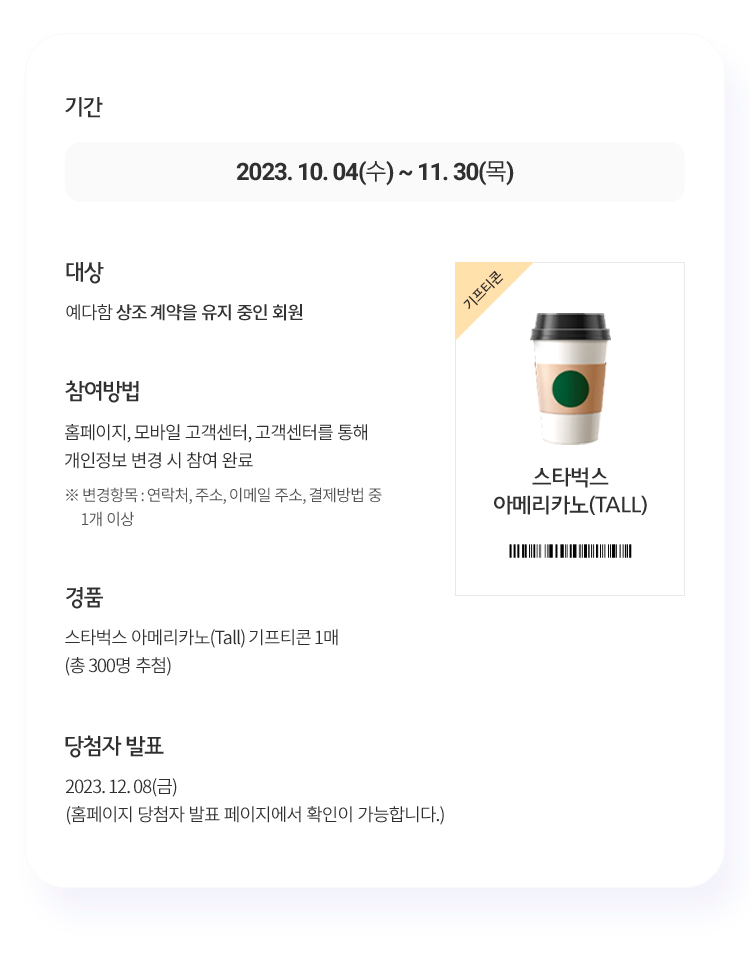 기간
2023. 10. 04(수) ~ 11. 30(목)
대상
예다함 상조 계약을 유지 중인 회원
참여방법
홈페이지, 모바일 고객센터, 고객센터를 통해
개인정보 변경 시 참여 완료
※ 변경항목 : 연락처, 주소, 이메일 주소, 결제방법 중
1개 이상
기프티콘
스타벅스
아메리카노(TALL)
경품
스타벅스 아메리카노(Tall) 기프티콘 1매
(총 300명 추첨)
당첨자 발표
2023. 12. 08(금)
(홈페이지 당첨자 발표 페이지에서 확인이 가능합니다.)